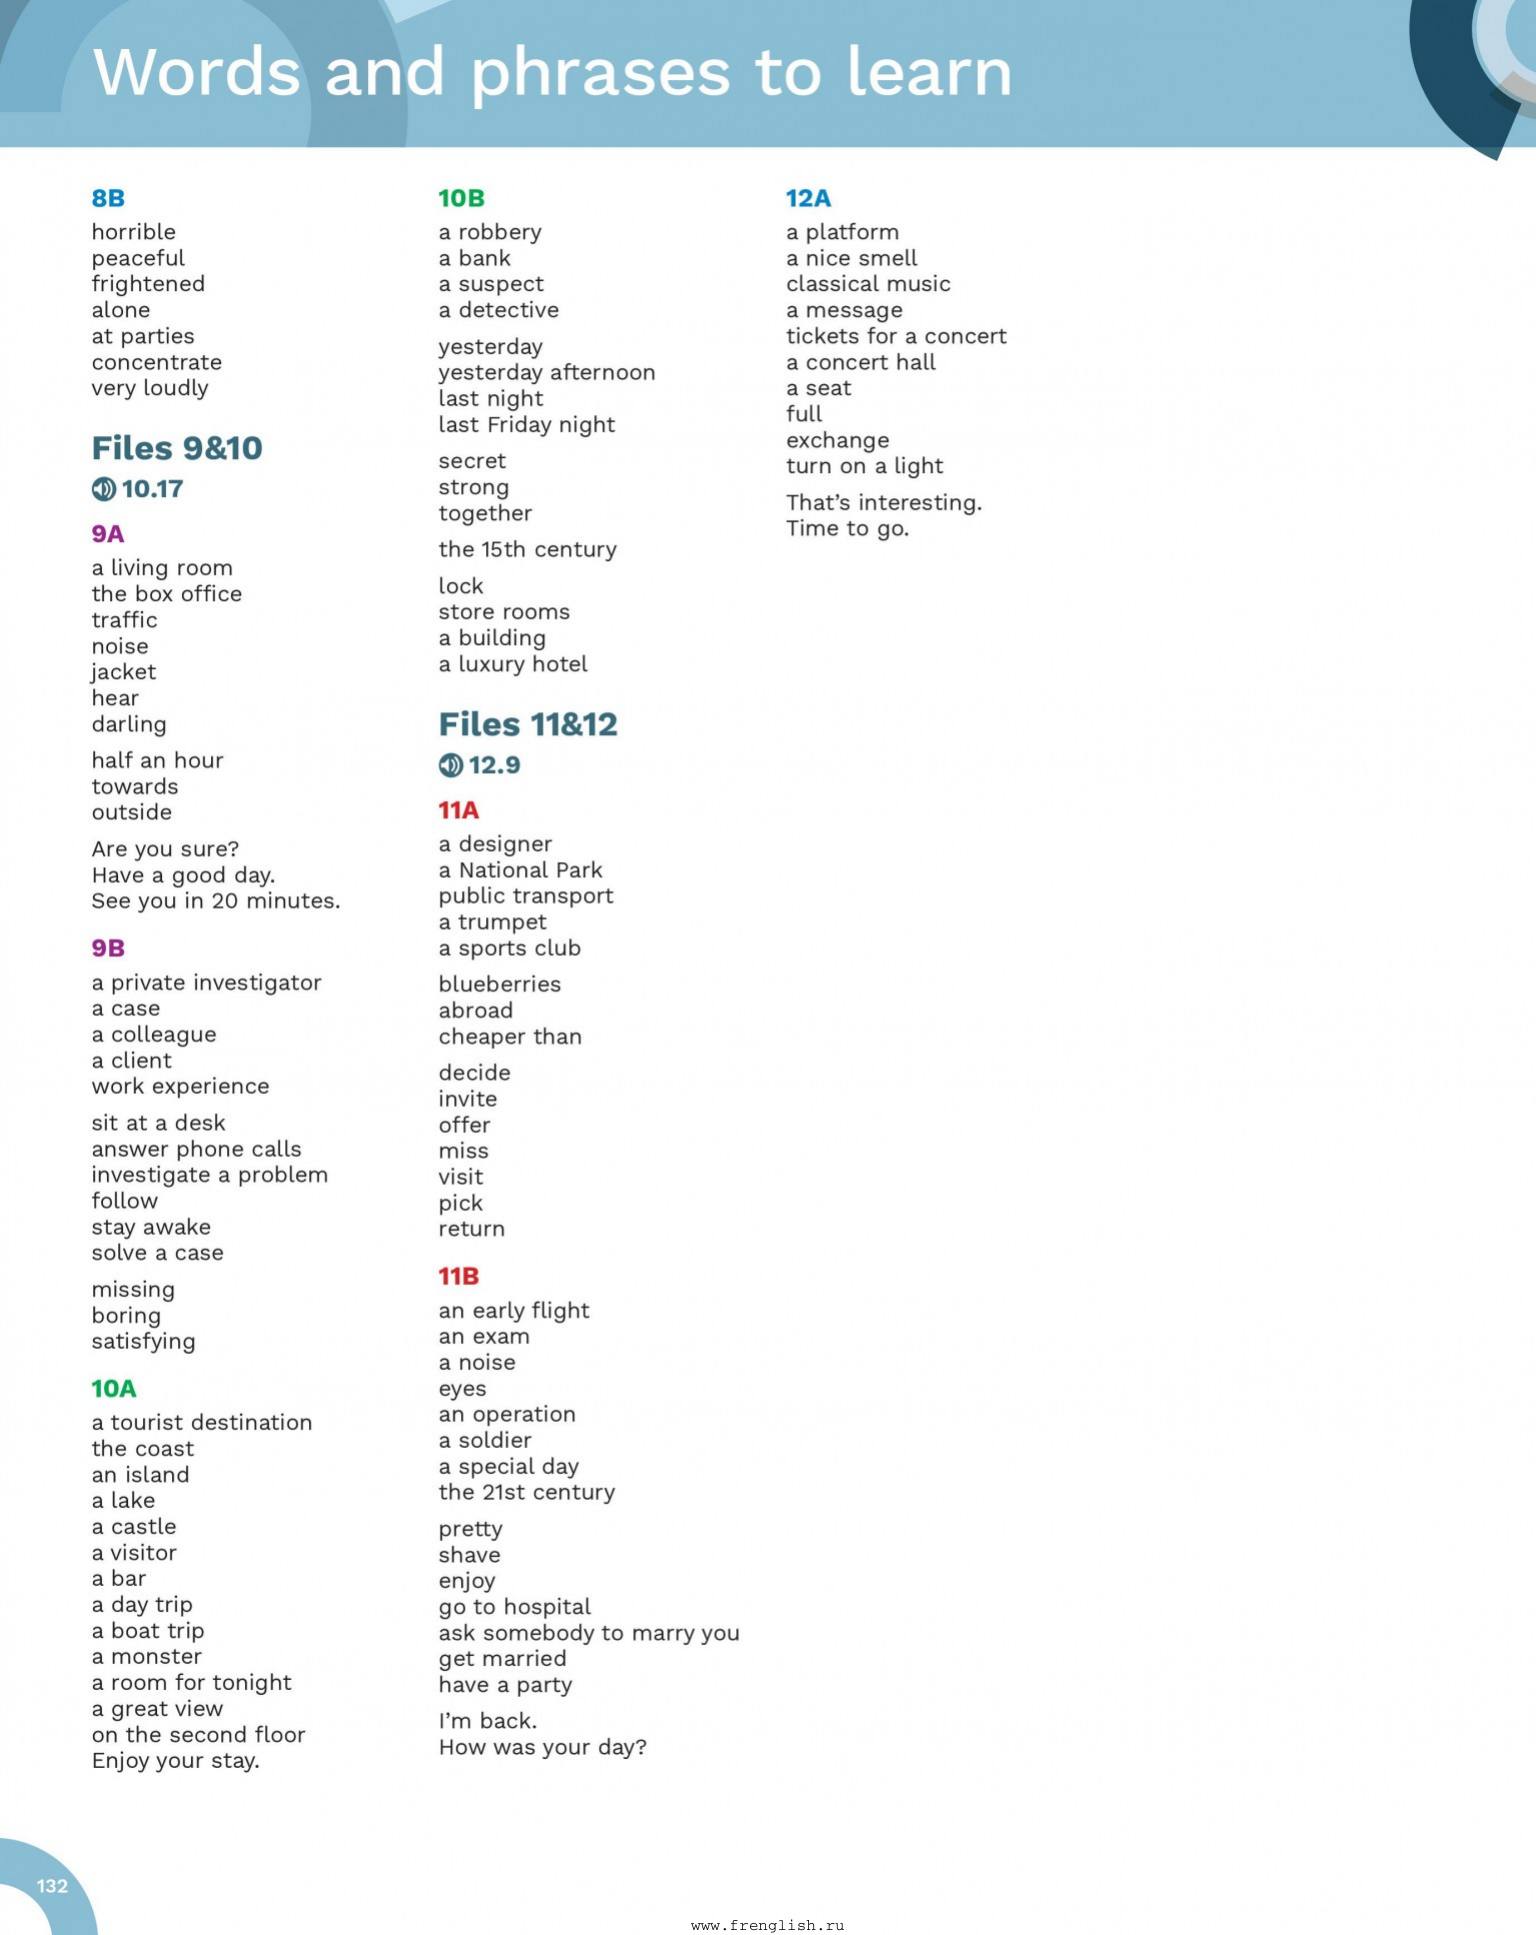 Words and phrases to learn
8B
horrible
peaceful
frightened
alone
at parties
concentrate
very loudly
Files 9&10
10.17
9A
a living room
the box office
traffic
noise
jacket
hear
darling
half an hour
towards
outside
Are you sure?
Have a good day.
See you in 20 minutes.
9B
a private investigator
a case
a colleague
a client
work experience
sit at a desk
answer phone calls
investigate a problem
follow
stay awake
solve a case
missing
boring
satisfying
10A
a tourist destination
the coast
an island
a lake
a castle
a visitor
a bar
a day trip
a boat trip
a monster
a room for tonight
a great view
on the second floor
Enjoy your stay.
10B
a robbery
a bank
a suspect
a detective
yesterday
yesterday afternoon
last night
last Friday night
secret
strong
together
the 15th century
lock
store rooms
a building
a luxury hotel
Files 11&12
12.9
11A
a designer
a National Park
public transport
a trumpet
a sports club
blueberries
abroad
cheaper than
decide
invite
offer
miss
visit
pick
return
11B
an early flight
an exam
a noise
eyes
an operation
a soldier
a special day
the 21st century
pretty
shave
enjoy
go to hospital
ask somebody to marry you
get married
have a party
I'm back.
How was your day?
12A
a platform
a nice smell
classical music
a message
tickets for a concert
a concert hall
a seat
full
exchange
turn on a light
That's interesting.
Time to go.
132
www.frenglish.ru